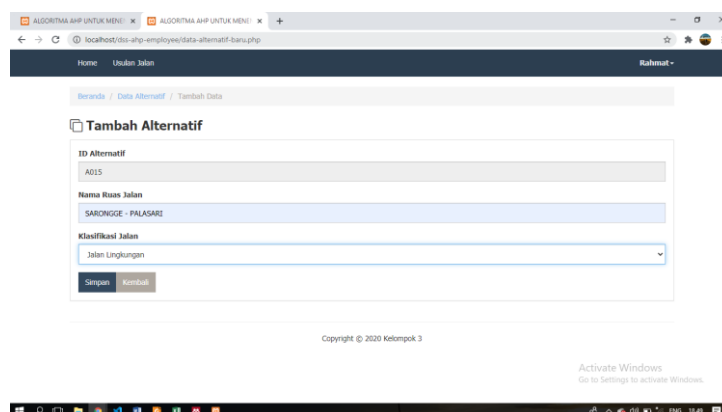 ALGORITMA AHP UNTUK MENE
ALGORITMA AHP UNTUK MENE
localhost/dss-ahp-employee/data-alternatif-baru.php
Home Usulan Jalan Rahmat
Beranda / Data Alternatif / Tambah Data
Tambah Alternatif
ID Alternatif
A015
Nama Ruas Jalan
SARONGGE - PALASARI
Klasifikasi Jalan
Jalan Lingkungan
Simpan Kembali
Copyright © 2020 Kelompok 3
Activate Windows
Go to Settings to activate Windows.
ENG 18.48